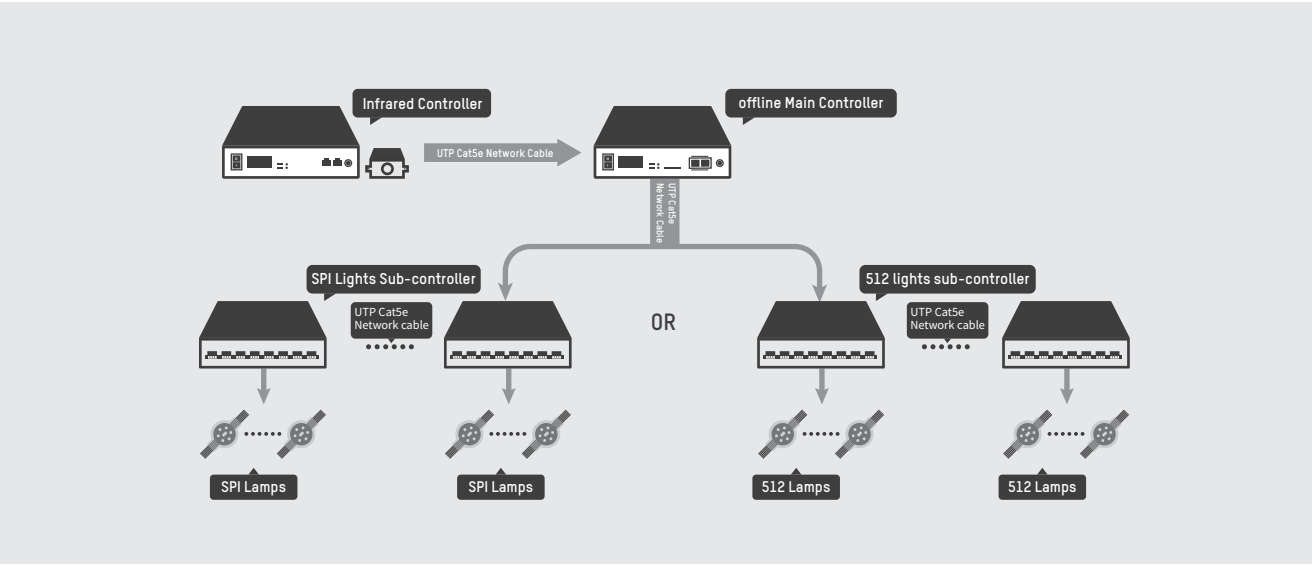 Infrared Controller
offline Main Controller
UTP Cat5e Network Cable
UTP Cat5e
Network Cable
SPI Lights Sub-controller
512 lights sub-controller
UTP Cat5e
Network cable
OR
UTP Cat5e
Network cable
SPI Lamps
SPI Lamps
512 Lamps
512 Lamps